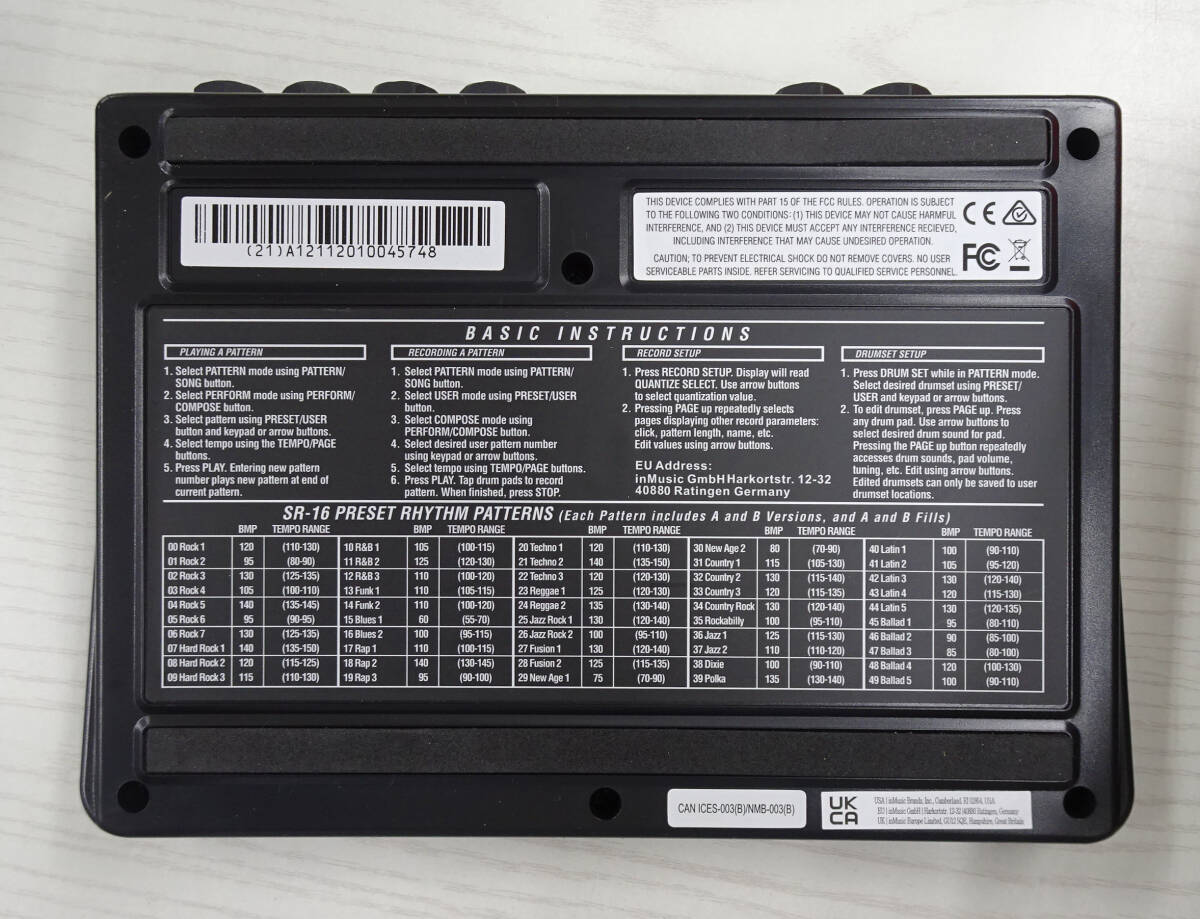 (21)A12112010045748
THIS DEVICE COMPLIES WITH PART 15 OF THE FCC RULES. OPERATION IS SUBJECT
TO THE FOLLOWING TWO CONDITIONS: (1) THIS DEVICE MAY NOT CAUSE HARMFUL
INTERFERENCE, AND (2) THIS DEVICE MUST ACCEPT ANY INTERFERENCE RECIEVED,
INCLUDING INTERFERENCE THAT MAY CAUSE UNDESIRED OPERATION.
CAUTION; TO PREVENT ELECTRICAL SHOCK DO NOT REMOVE COVERS. NO USER
SERVICEABLE PARTS INSIDE. REFER SERVICING TO QUALIFIED SERVICE PERSONNEL.
CE
FC
BASIC INSTRUCTIONS
PLAYING A PATTERN
1. Select PATTERN mode using PATTERN/
SONG button.
2. Select PERFORM mode using PERFORM/
COMPOSE button.
3. Select pattern using PRESET/USER
button and keypad or arrow buttons.
4. Select tempo using the TEMPO/PAGE
buttons.
5. Press PLAY. Entering new pattern
number plays new pattern at end of
current pattern.
RECORDING A PATTERN
1. Select PATTERN mode using PATTERN/
SONG button.
2. Select USER mode using PRESET/USER
button.
3. Select COMPOSE mode using
PERFORM/COMPOSE button.
4. Select desired user pattern number
using keypad or arrow buttons.
5. Select tempo using TEMPO/PAGE buttons.
6. Press PLAY. Tap drum pads to record
pattern. When finished, press STOP.
RECORD SETUP
1. Press RECORD SETUP. Display will read
QUANTIZE SELECT. Use arrow buttons
to select quantization value.
2. Pressing PAGE up repeatedly selects
pages displaying other record parameters:
click, pattern length, name, etc.
Edit values using arrow buttons.
EU Address:
inMusic GmbH Harkortstr. 12-32
40880 Ratingen Germany
DRUMSET SETUP
1. Press DRUM SET while in PATTERN mode.
Select desired drumset using PRESET/
USER and keypad or arrow buttons.
2. To edit drumset, press PAGE up. Press
any drum pad. Use arrow buttons to
select desired drum sound for pad.
Pressing the PAGE up button repeatedly
accesses drum sounds, pad volume,
tuning, etc. Edit using arrow buttons.
Edited drumsets can only be saved to user
drumset locations.
SR-16 PRESET RHYTHM PATTERNS (Each Pattern includes A and B Versions, and A and B Fills)
BMP TEMPO RANGE BMP TEMPO RANGE BMP TEMPO RANGE BMP TEMPO RANGE BMP TEMPO RANGE
00 Rock 1 120 (110-130) 10 R&B 1 105 (100-115) 20 Techno 1 120 (110-130) 30 New Age 2 80 (70-90) 40 Latin 1 100 (90-110)
01 Rock 2 95 (80-90) 11 R&B 2 125 (120-130) 21 Techno 2 140 (135-150) 31 Country 1 115 (105-130) 41 Latin 2 105 (95-120)
02 Rock 3 130 (125-135) 12 R&B 3 110 (100-120) 22 Techno 3 120 (120-130) 32 Country 2 130 (115-140) 42 Latin 3 130 (120-140)
03 Rock 4 105 (100-110) 13 Funk 1 110 (105-115) 23 Reggae 1 125 (120-130) 33 Country 3 120 (115-135) 43 Latin 4 120 (115-130)
04 Rock 5 140 (135-145) 14 Funk 2 110 (100-120) 24 Reggae 2 135 (130-140) 34 Country Rock 130 (120-140) 44 Latin 5 130 (120-135)
05 Rock 6 95 (90-95) 15 Blues 1 60 (55-70) 25 Jazz Rock 1 130 (120-140) 35 Rockabilly 100 (95-110) 45 Ballad 1 95 (80-110)
06 Rock 7 130 (125-135) 16 Blues 2 100 (95-115) 26 Jazz Rock 2 100 (95-110) 36 Jazz 1 125 (115-130) 46 Ballad 2 90 (85-100)
07 Hard Rock 1 140 (135-150) 17 Rap 1 110 (100-115) 27 Fusion 1 130 (120-140) 37 Jazz 2 110 (110-120) 47 Ballad 3 85 (80-100)
08 Hard Rock 2 120 (115-125) 18 Rap 2 140 (130-145) 28 Fusion 2 125 (115-135) 38 Dixie 100 (90-110) 48 Ballad 4 120 (100-130)
09 Hard Rock 3 115 (110-130) 19 Rap 3 95 (90-100) 29 New Age 1 75 (70-90) 39 Polka 135 (130-140) 49 Ballad 5 100 (90-110)
CAN ICES-003(B)/NMB-003(B)
UK
CA
USA | inMusic Brands, Inc., Cumberland, RI 02864, USA
EU | inMusic GmbH | Harkortstr. 12-32 | 40880 Ratingen, Germany
UK | inMusic Europe Limited, GU12 5QE, Hampshire, Great Britain